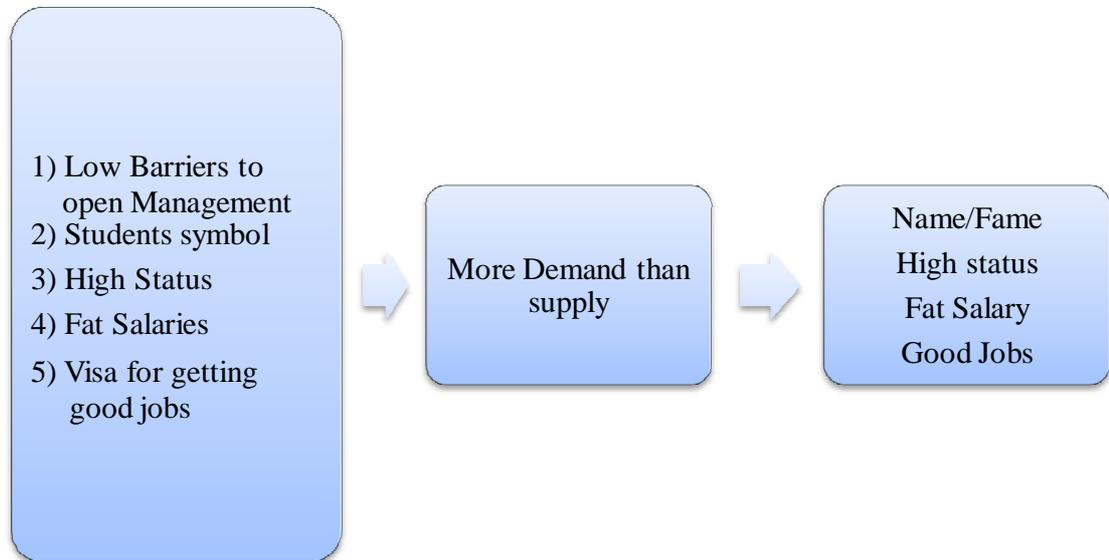 1) Low Barriers to
open Management
2) Students symbol
3) High Status
4) Fat Salaries
5) Visa for getting
good jobs
More Demand than
supply
Name/Fame
High status
Fat Salary
Good Jobs